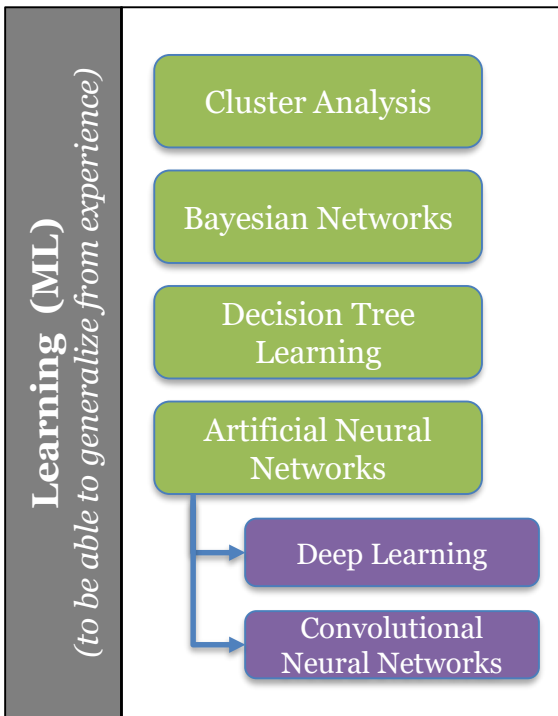 Learning (ML)
(to be able to generalize from experience)
Cluster Analysis
Bayesian Networks
Decision Tree
Learning
Artificial Neural
Networks
Deep Learning
Convolutional
Neural Networks